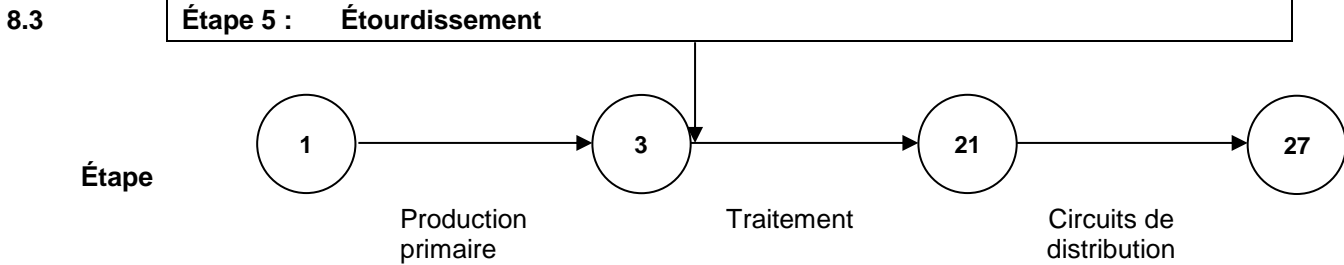 8.3 Étape 5 : Étourdissement
1 3 21 27
Étape
Production Traitement Circuits de
primaire distribution